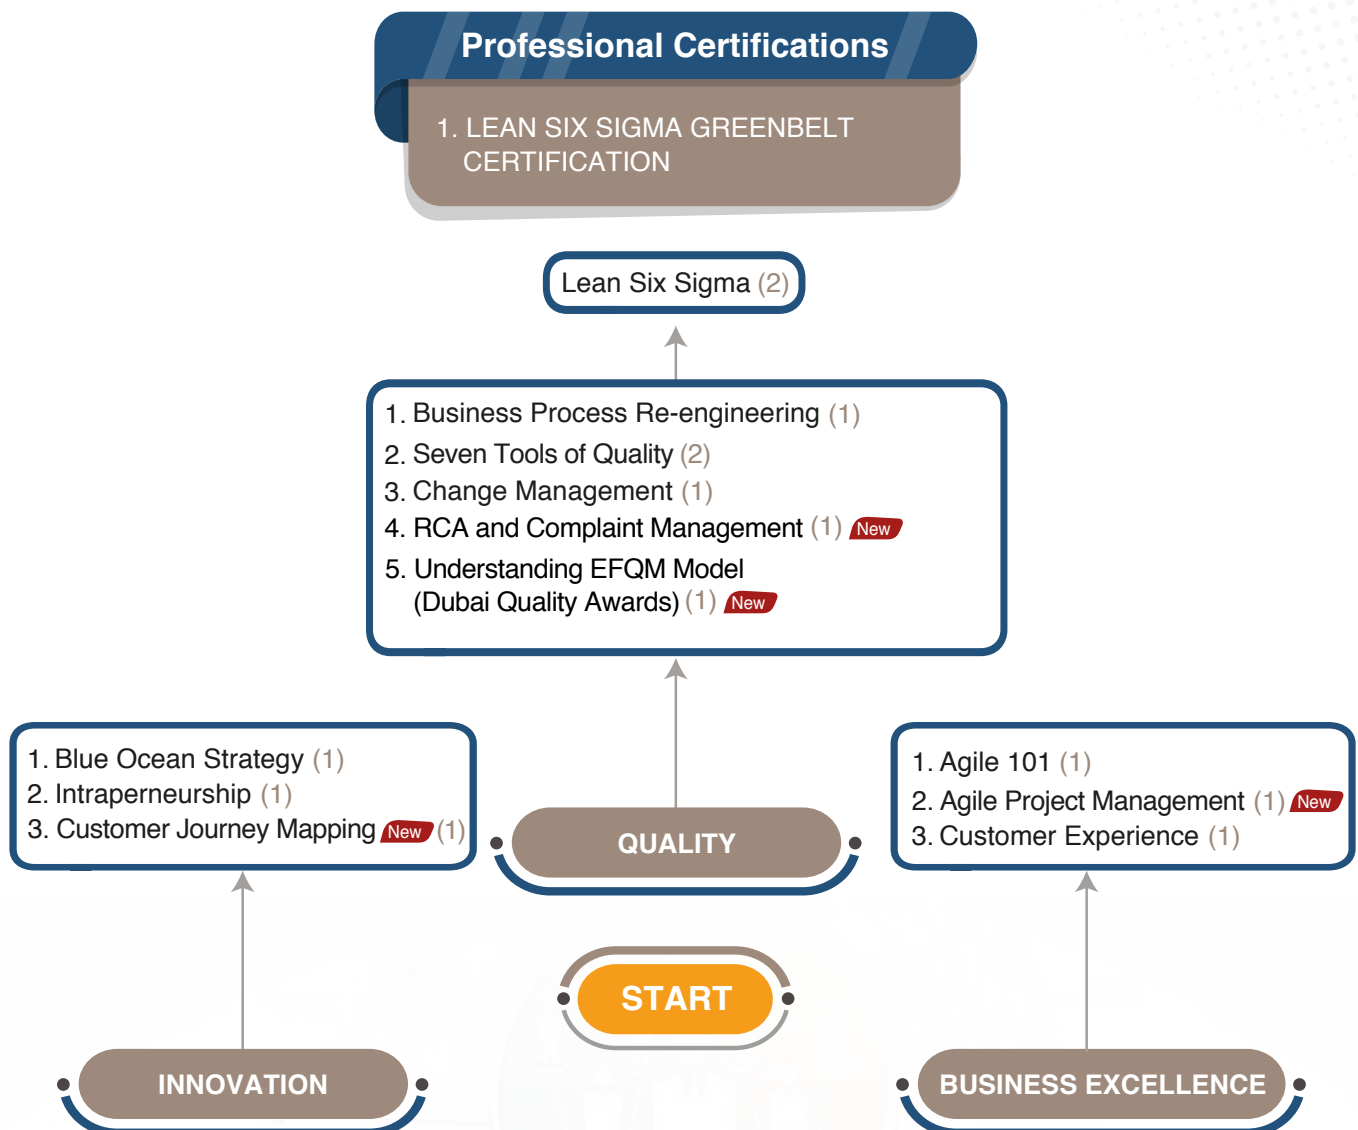 Professional Certifications
1. LEAN SIX SIGMA GREENBELT
CERTIFICATION
Lean Six Sigma (2)
1. Business Process Re-engineering (1)
2. Seven Tools of Quality (2)
3. Change Management (1)
4. RCA and Complaint Management (1) New
5. Understanding EFQM Model
(Dubai Quality Awards) (1) New
1. Blue Ocean Strategy (1)
2. Intraperneurship (1)
3. Customer Journey Mapping New (1)
QUALITY
1. Agile 101 (1)
2. Agile Project Management (1) New
3. Customer Experience (1)
START
INNOVATION
BUSINESS EXCELLENCE